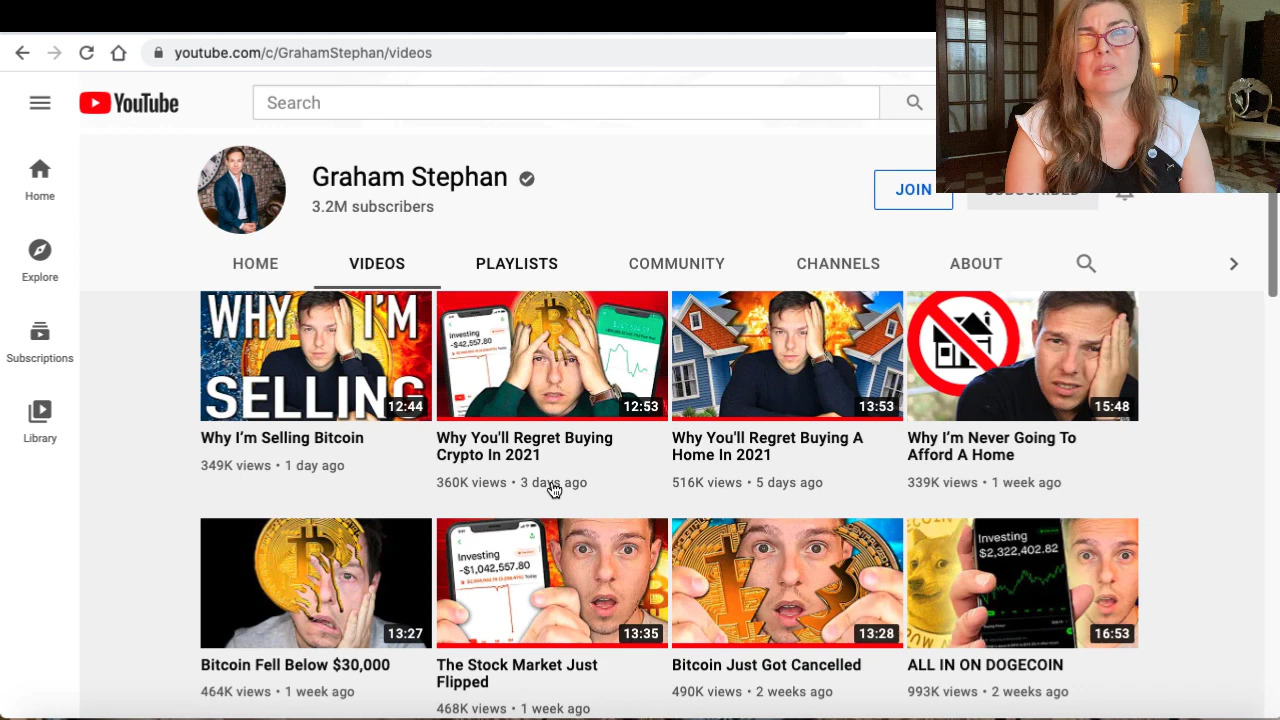 youtube.com/c/GrahamStephan/videos
YouTube
Search
Graham Stephan
3.2M subscribers
JOIN
SUBSCRIBED
Home
Explore
Subscriptions
Library
HOME
VIDEOS
PLAYLISTS
COMMUNITY
CHANNELS
ABOUT
WHY I'M
SELLING
12:44
Investing
-$42,557.80
12:53
13:53
15:48
Why I'm Selling Bitcoin
349K views • 1 day ago
Why You'll Regret Buying
Crypto In 2021
360K views • 3 days ago
Why You'll Regret Buying A
Home In 2021
516K views • 5 days ago
Why I'm Never Going To
Afford A Home
339K views • 1 week ago
13:27
Investing
-$1,042,557.80
13:35
13:28
Investing
$2,322,402.82
16:53
Bitcoin Fell Below $30,000
464K views • 1 week ago
The Stock Market Just
Flipped
468K views • 1 week ago
Bitcoin Just Got Cancelled
490K views • 2 weeks ago
ALL IN ON DOGECOIN
993K views • 2 weeks ago